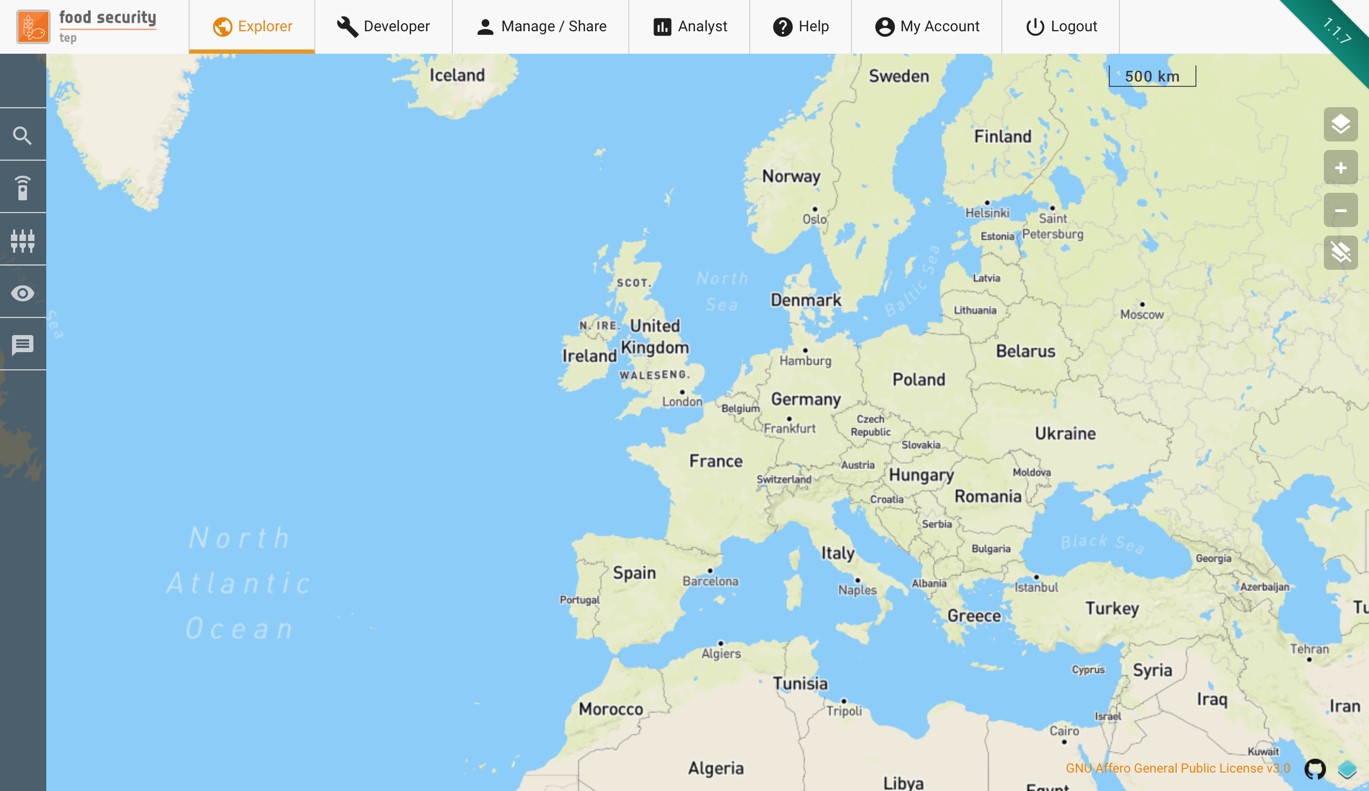 food security
tep
Explorer
Developer
Manage / Share
Analyst
Help
My Account
Logout
1.1.7
500 km
Iceland
Sweden
Finland
Norway
Oslo
Helsinki
Saint
Petersburg
Estonia
North
Sea
Baltic Sea
Latvia
SCOT.
Denmark
Lithuania
Moscow
Sea
N. IRE.
United
Kingdom
Ireland
Hamburg
Belarus
WALES
ENG.
London
Poland
Germany
Belgium
Frankfurt
Czech
Republic
Slovakia
Ukraine
France
Austria
Switzerland
Hungary
Moldova
Croatia
Romania
Serbia
North
Atlantic
Ocean
Black Sea
Bulgaria
Italy
Georgia
Spain
Barcelona
Naples
Albania
Istanbul
Azerbaijan
Portugal
Greece
Turkey
Tu
Algiers
Tehran
Cyprus
Syria
Tunisia
Morocco
Tripoli
Iraq
Iran
Israel
Cairo
Kuwait
Algeria
GNU Affero General Public License v3.0
Libya
Egypt